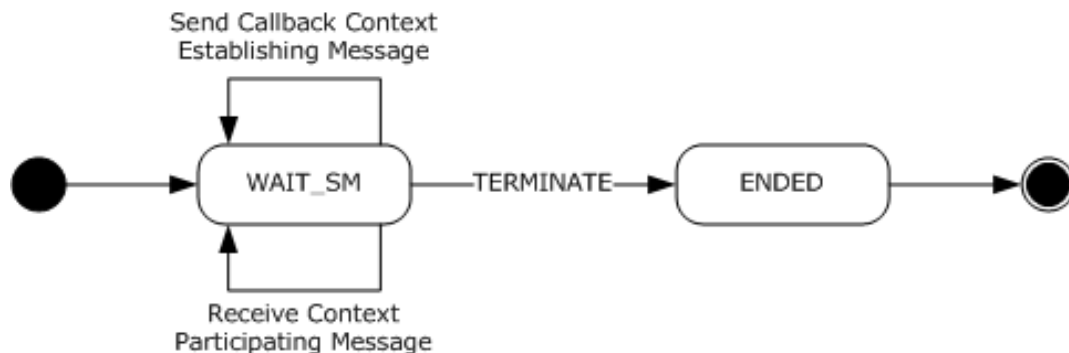 Send Callback Context
Establishing Message
WAIT_SM
TERMINATE
ENDED
Receive Context
Participating Message